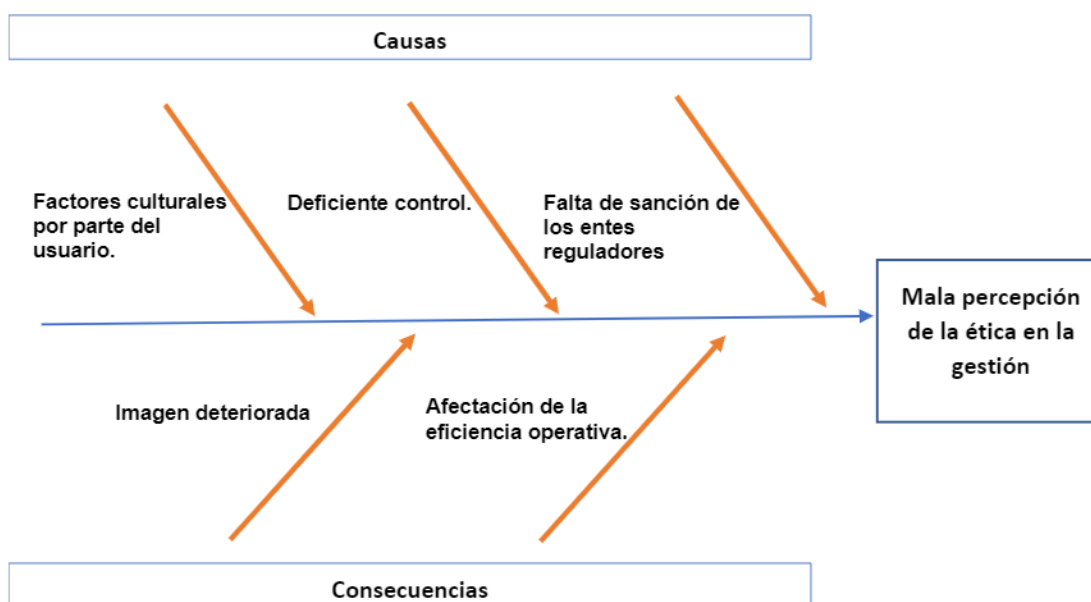 Causas
Factores culturales
por parte del
usuario.
Deficiente control.
Falta de sanción de
los entes
reguladores
Mala percepción
de la ética en la
gestión
Imagen deteriorada
Afectación de la
eficiencia operativa.
Consecuencias